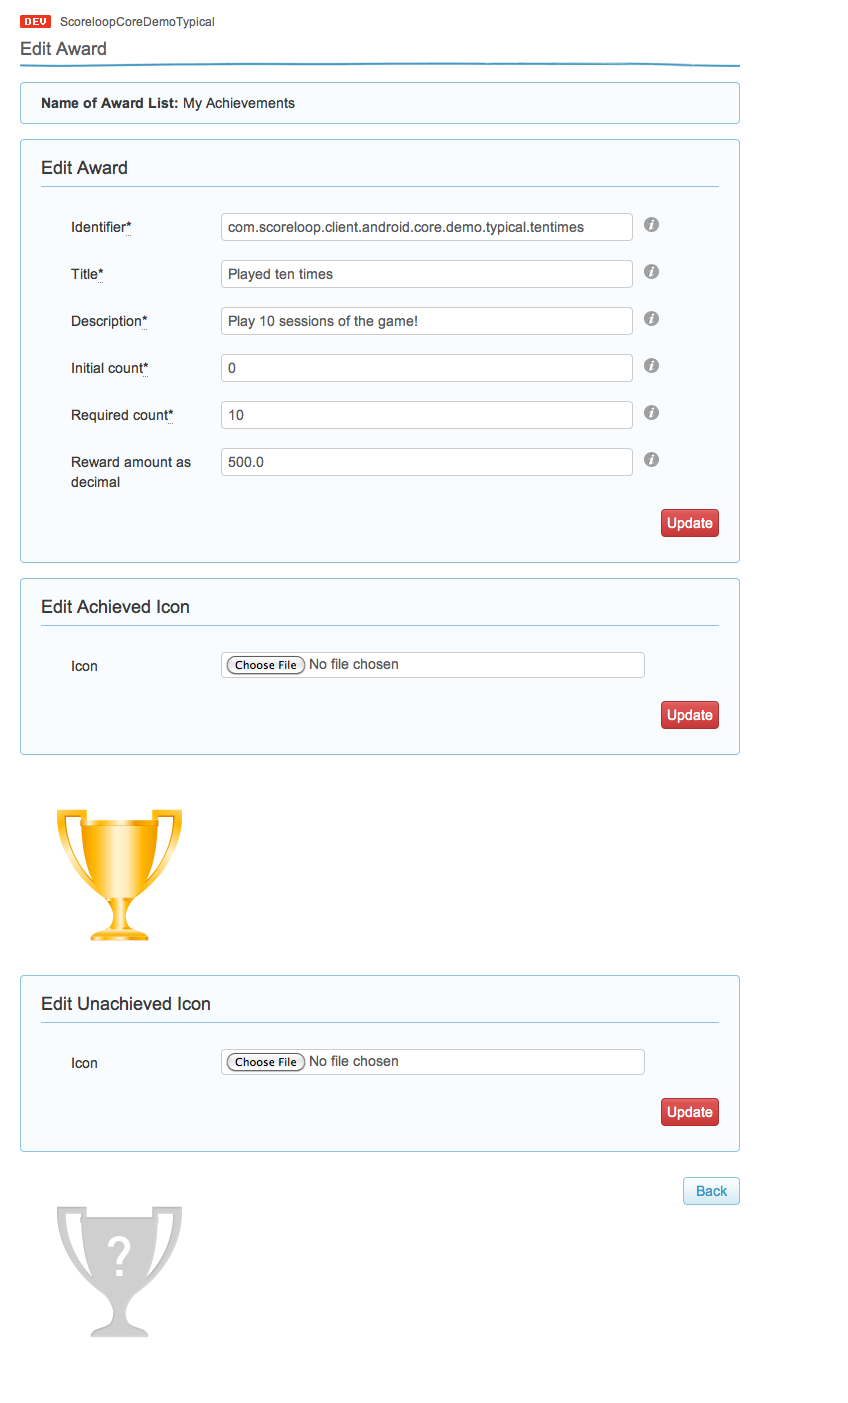 DEV ScoreloopCoreDemoTypical
Edit Award
Name of Award List: My Achievements
Edit Award
Identifier* com.scoreloop.client.android.core.demo.typical.tentimes i
Title* Played ten times i
Description* Play 10 sessions of the game! i
Initial count* 0 i
Required count* 10 i
Reward amount as decimal 500.0 i
Update
Edit Achieved Icon
Icon Choose File No file chosen
Update
Edit Unachieved Icon
Icon Choose File No file chosen
Update
Back
?